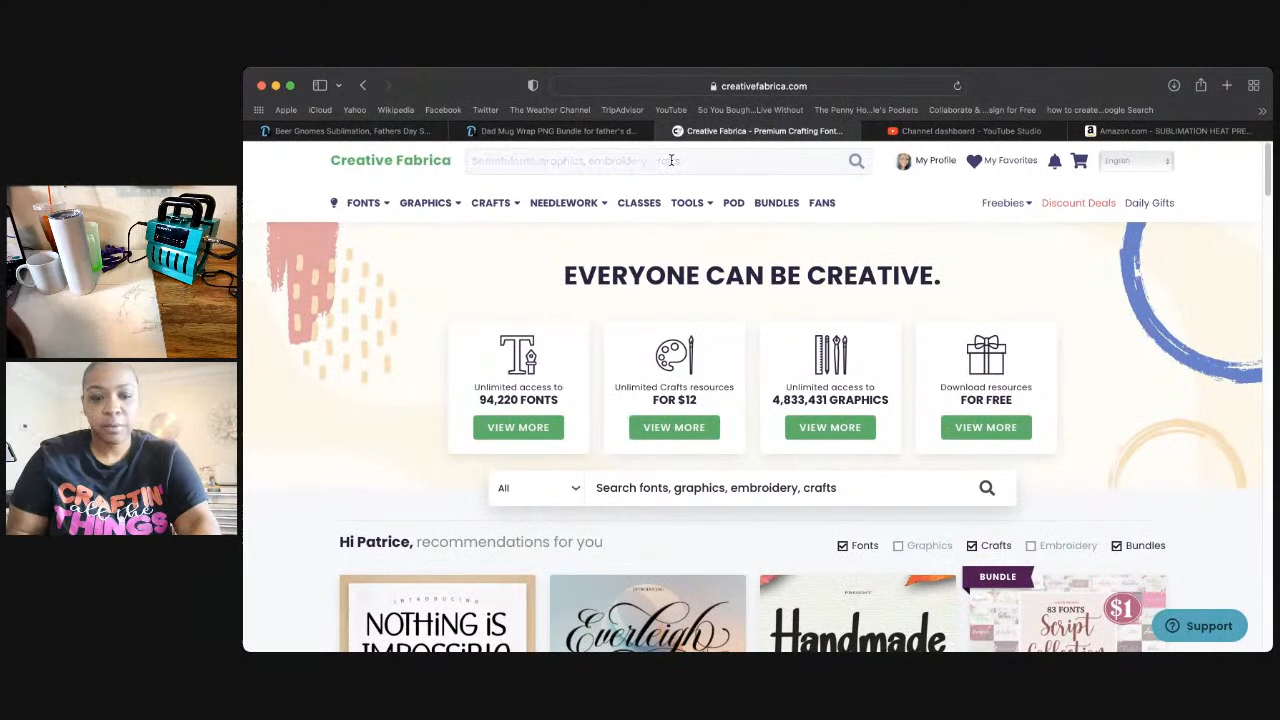 creativefabrica.com
Apple iCloud Yahoo Wikipedia Facebook Twitter The Weather Channel TripAdvisor YouTube So You Bough...Live Without The Penny Ho...le's Pockets Collaborate &...sign for Free how to create...oogle Search
Beer Gnomes Sublimation, Fathers Day S... Dad Mug Wrap PNG Bundle for father's d... Creative Fabrica - Premium Crafting Font... Channel dashboard - YouTube Studio Amazon.com - SUBLIMATION HEAT PRE...
Creative Fabrica Search fonts, graphics, embroidery, crafts My Profile My Favorites English
FONTS GRAPHICS CRAFTS NEEDLEWORK CLASSES TOOLS POD BUNDLES FANS Freebies Discount Deals Daily Gifts
EVERYONE CAN BE CREATIVE.
Unlimited access to Unlimited Crafts resources Unlimited access to Download resources
94,220 FONTS FOR $12 4,833,431 GRAPHICS FOR FREE
VIEW MORE VIEW MORE VIEW MORE VIEW MORE
All Search fonts, graphics, embroidery, crafts
Hi Patrice, recommendations for you Fonts Graphics Crafts Embroidery Bundles
INTRODUCING
NOTHING IS
IMPOSSIBLE
INTRODUCING
Everleigh
PRESENT
Handmade
BUNDLE
83 FONTS
Script
Collection
$1
Support
CRAFTIN'
all the
THINGS